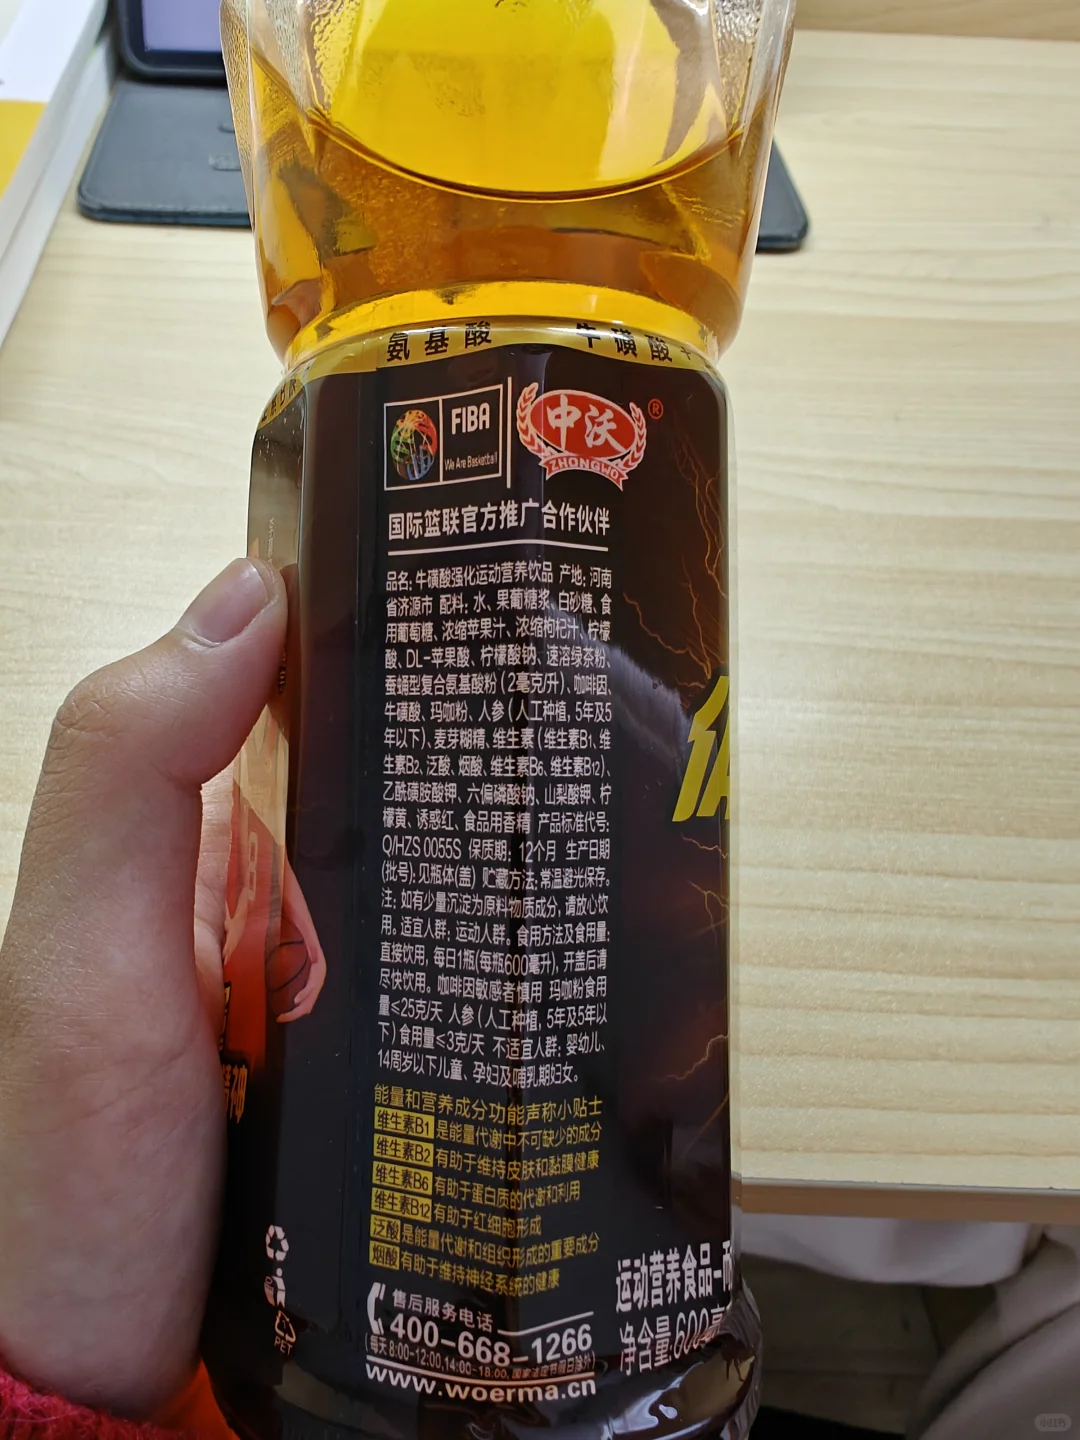 氨基酸
牛磺酸
FIBA
We Are Basketball
中沃
®
ZHONGWO
国际篮联官方推广合作伙伴
品名: 牛磺酸强化运动营养饮品 产地: 河南
省济源市 配料: 水、果葡糖浆、白砂糖、食
用葡萄糖、浓缩苹果汁、浓缩枸杞汁、柠檬
酸、DL-苹果酸、柠檬酸钠、速溶绿茶粉、
蚕蛹型复合氨基酸粉 (2毫克/升)、咖啡因、
牛磺酸、玛咖粉、人参 (人工种植, 5年及5
年以下)、麦芽糊精、维生素 (维生素B1、维
生素B2、泛酸、烟酸、维生素B6、维生素B12)、
乙酰磺胺酸钾、六偏磷酸钠、山梨酸钾、柠
檬黄、诱惑红、食品用香精 产品标准代号:
Q/HZS 0055S 保质期: 12个月 生产日期
(批号): 见瓶体(盖) 贮藏方法: 常温避光保存。
注: 如有少量沉淀为原料物质成分, 请放心饮
用。适宜人群: 运动人群。食用方法及食用量:
直接饮用, 每日1瓶(每瓶600毫升), 开盖后请
尽快饮用。咖啡因敏感者慎用 玛咖粉食用
量≤25克/天 人参 (人工种植, 5年及5年以
下) 食用量≤3克/天 不适宜人群: 婴幼儿、
14周岁以下儿童、孕妇及哺乳期妇女。
能量和营养成分功能声称小贴士
维生素B1 是能量代谢中不可缺少的成分
维生素B2 有助于维持皮肤和黏膜健康
维生素B6 有助于蛋白质的代谢和利用
维生素B12 有助于红细胞形成
泛酸 是能量代谢和组织形成的重要成分
烟酸 有助于维持神经系统的健康
售后服务电话
400-668-1266
(每天8:00-12:00,14:00-18:00, 国家法定节假日除外)
www.woerma.cn
运动营养食品-耐
净含量:600毫
PET
小红书